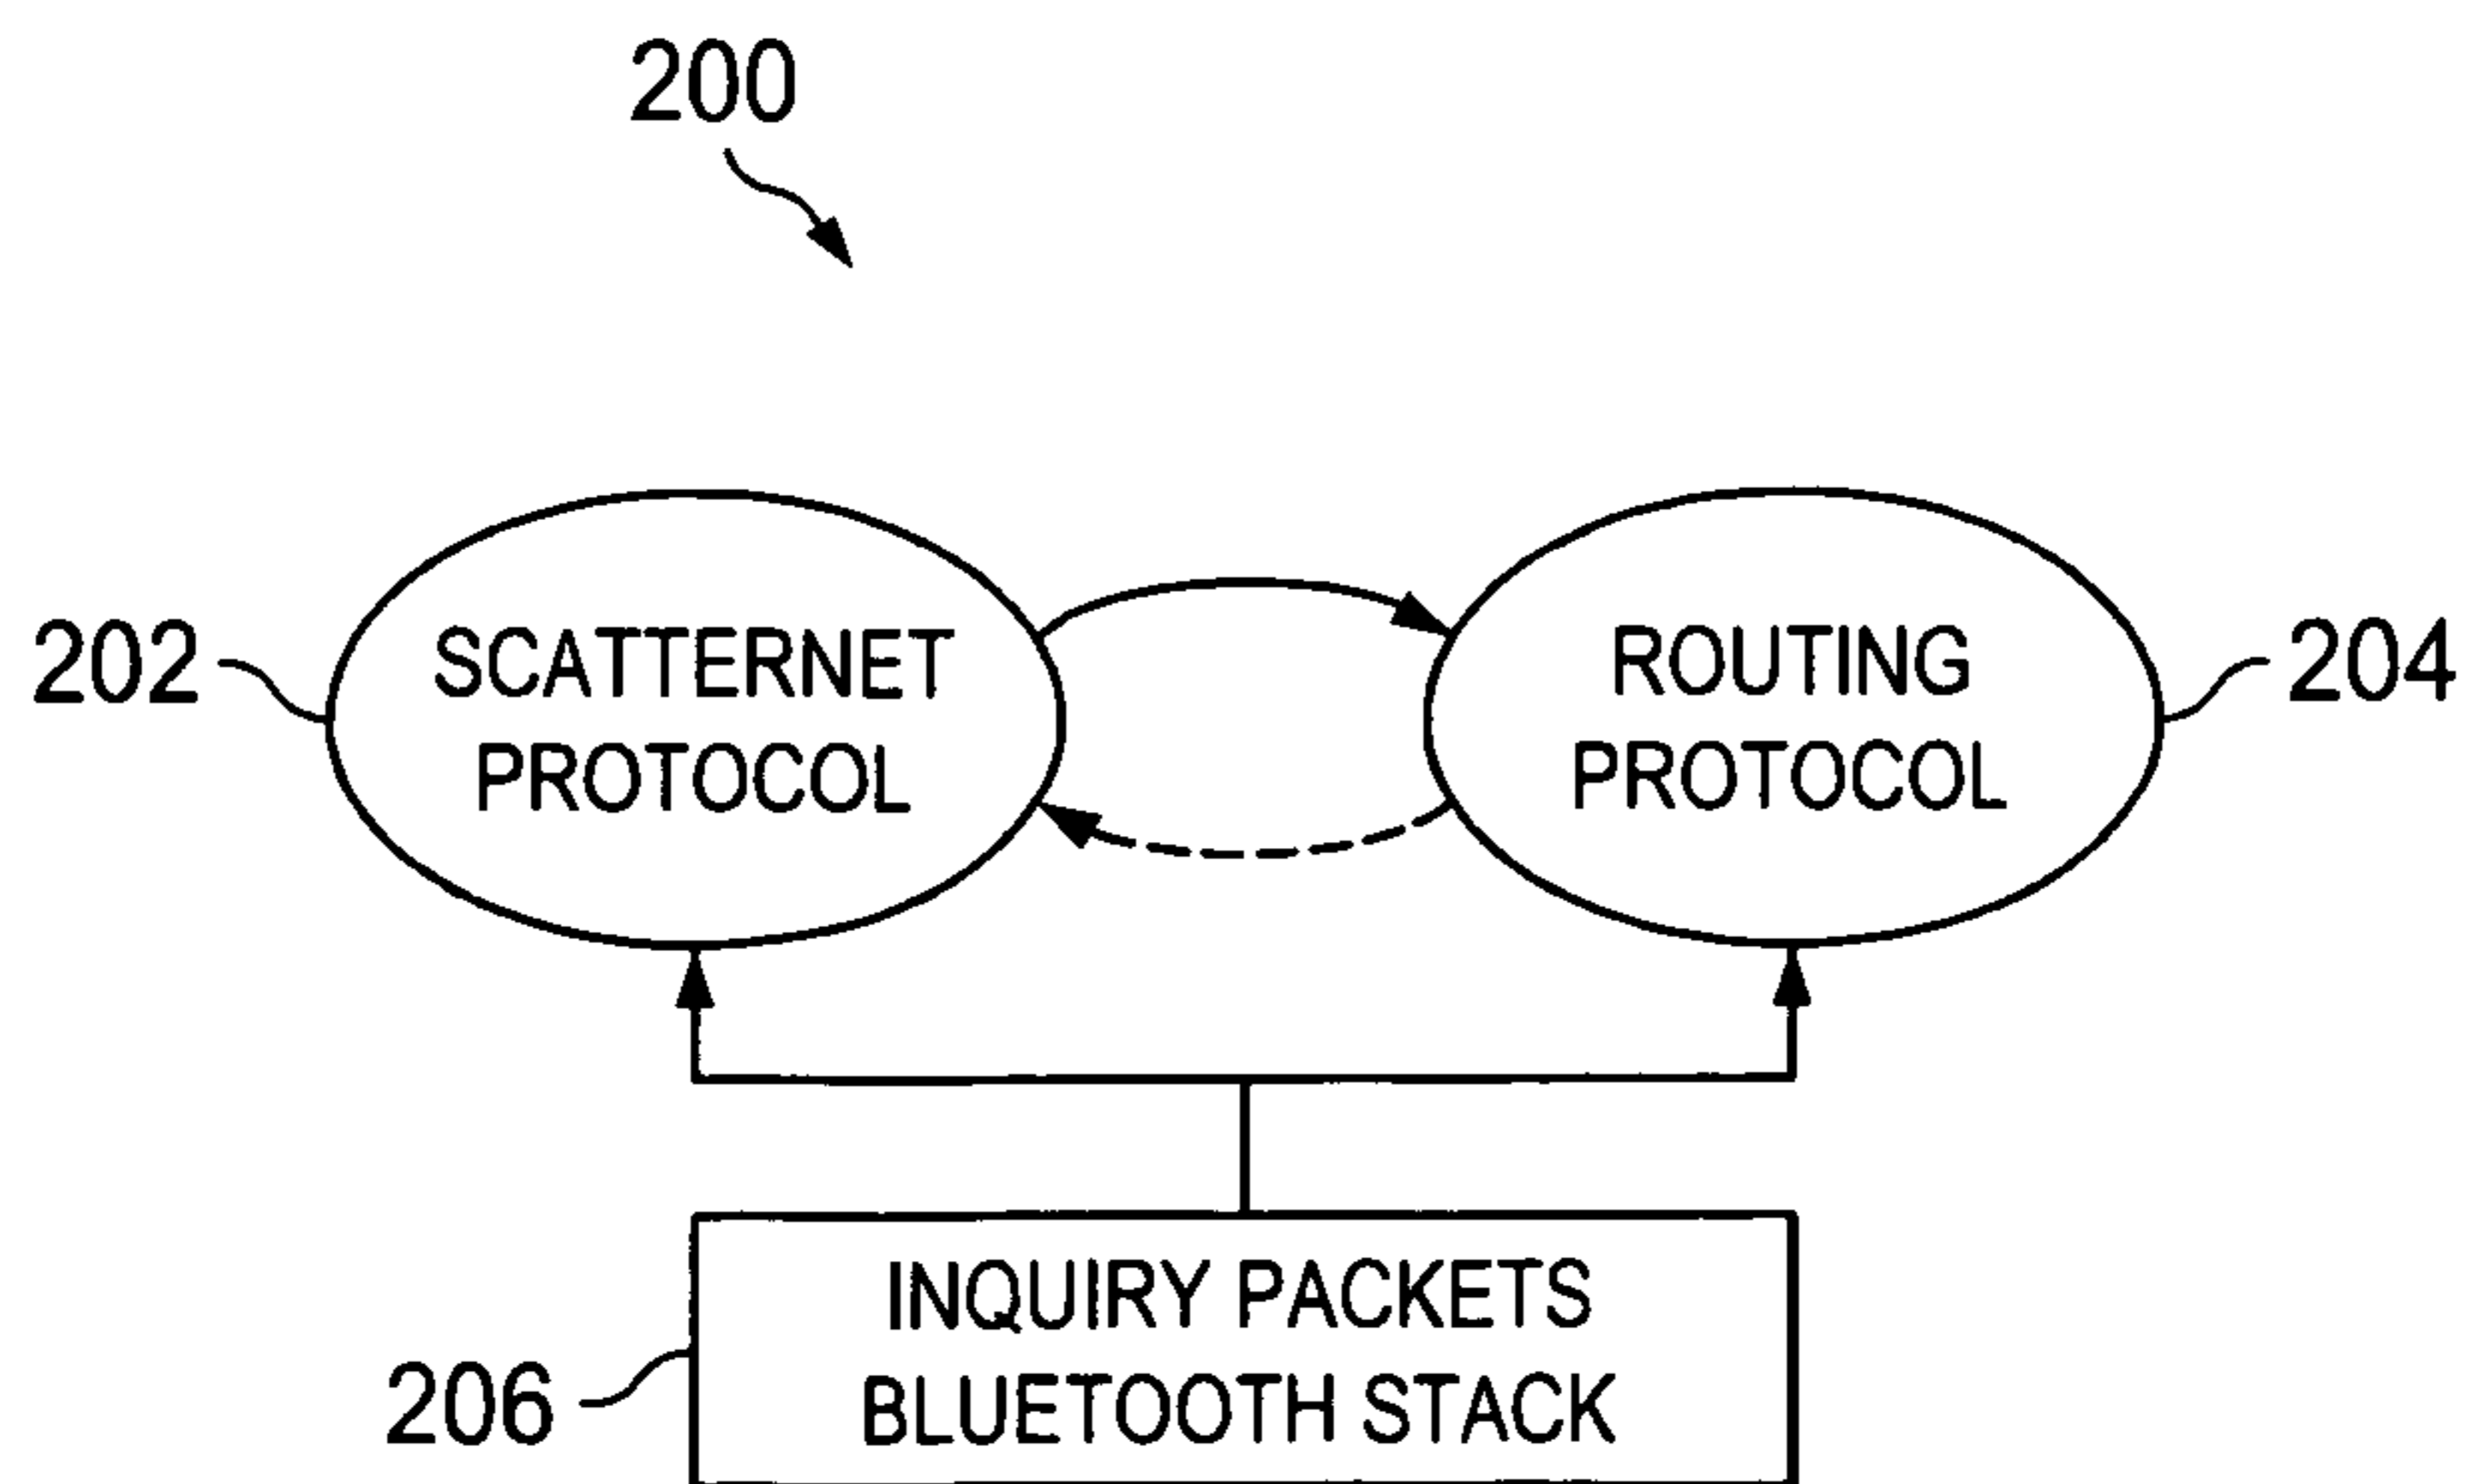 200
SCATTERNET
PROTOCOL
202
ROUTING
PROTOCOL
204
INQUIRY PACKETS
BLUETOOTH STACK
206